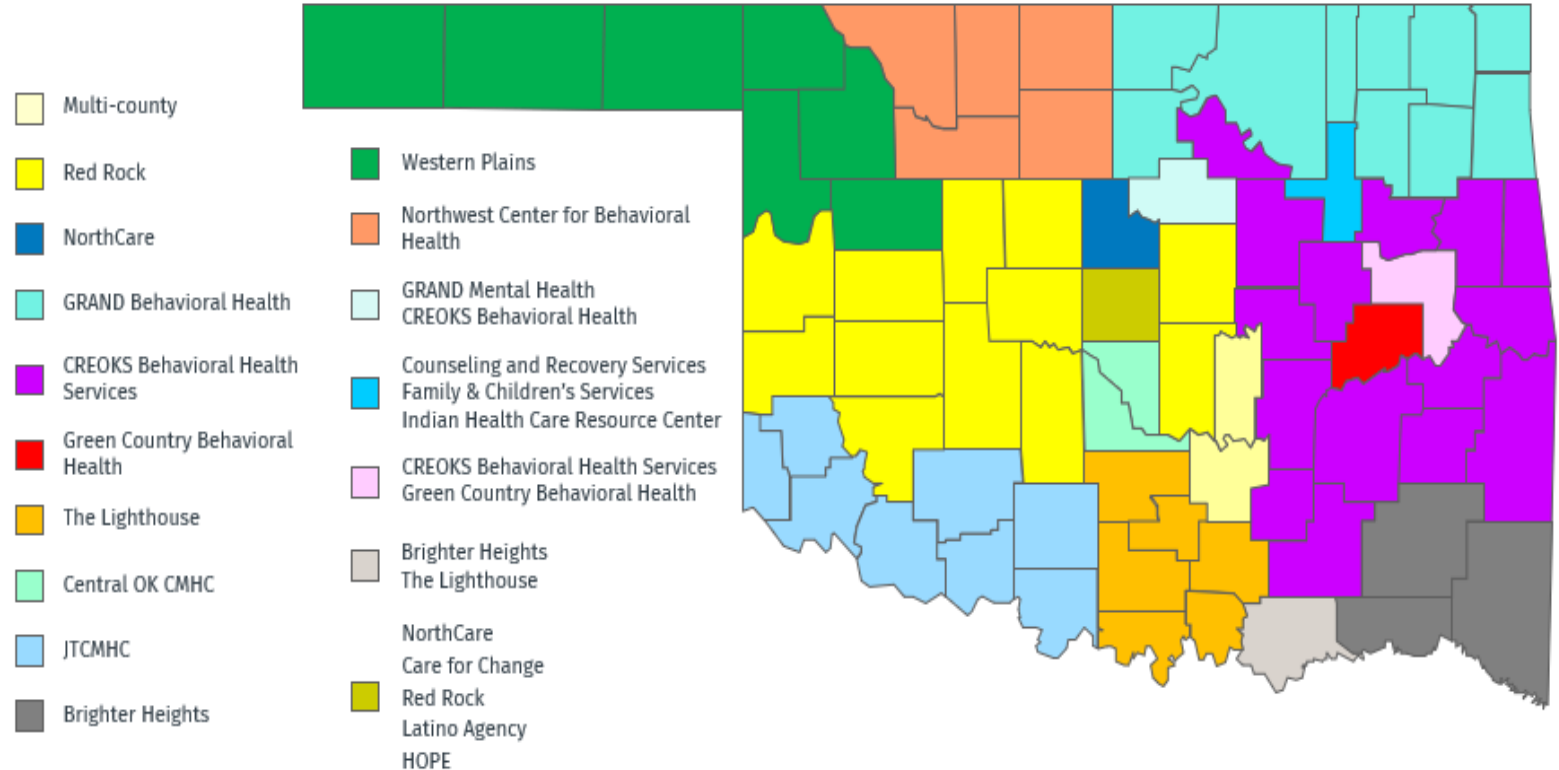 Multi-county
Red Rock
NorthCare
GRAND Behavioral Health
CREOKS Behavioral Health
Services
Green Country Behavioral
Health
The Lighthouse
Central OK CMHC
JTCMHC
Brighter Heights
Western Plains
Northwest Center for Behavioral
Health
GRAND Mental Health
CREOKS Behavioral Health
Counseling and Recovery Services
Family & Children's Services
Indian Health Care Resource Center
CREOKS Behavioral Health Services
Green Country Behavioral Health
Brighter Heights
The Lighthouse
NorthCare
Care for Change
Red Rock
Latino Agency
HOPE